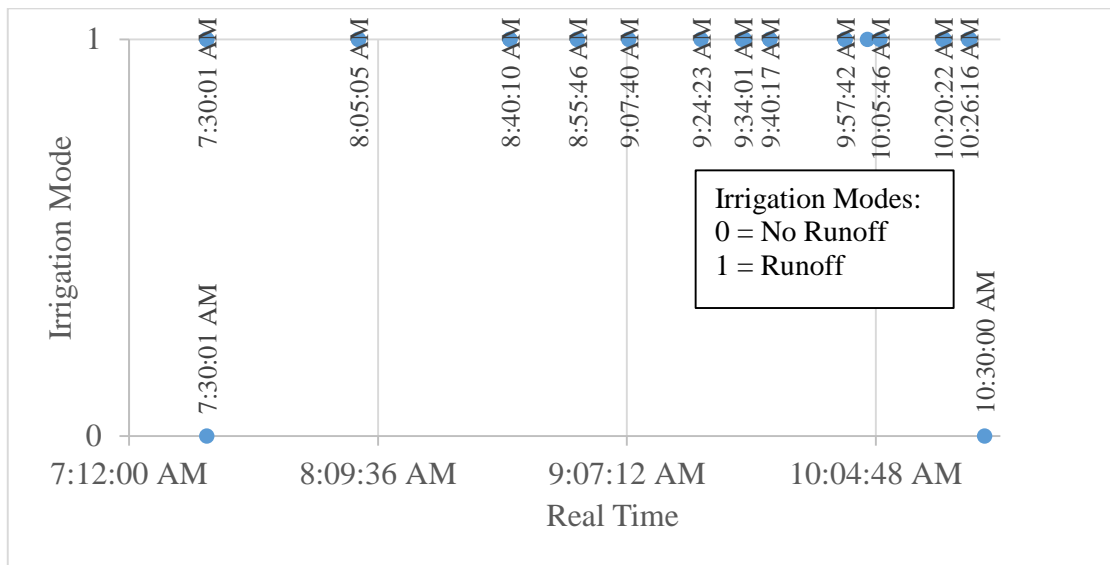 1
7:30:01 AM
8:05:05 AM
8:40:10 AM
8:55:46 AM
9:07:40 AM
9:24:23 AM
9:34:01 AM
9:40:17 AM
9:57:42 AM
10:05:46 AM
10:20:22 AM
10:26:16 AM
Irrigation Mode
Irrigation Modes:
0 = No Runoff
1 = Runoff
7:30:01 AM
10:30:00 AM
0
7:12:00 AM
8:09:36 AM
9:07:12 AM
10:04:48 AM
Real Time